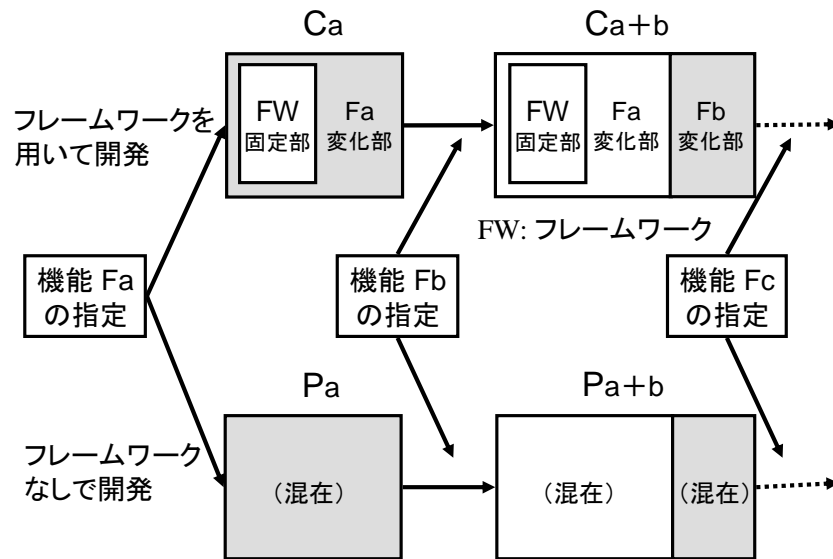 Ca
Ca+b
フレームワークを
用いて開発
FW
固定部
Fa
変化部
FW
固定部
Fa
変化部
Fb
変化部
FW: フレームワーク
機能 Fa
の指定
機能 Fb
の指定
機能 Fc
の指定
Pa
Pa+b
フレームワーク
なしで開発
(混在)
(混在)
(混在)